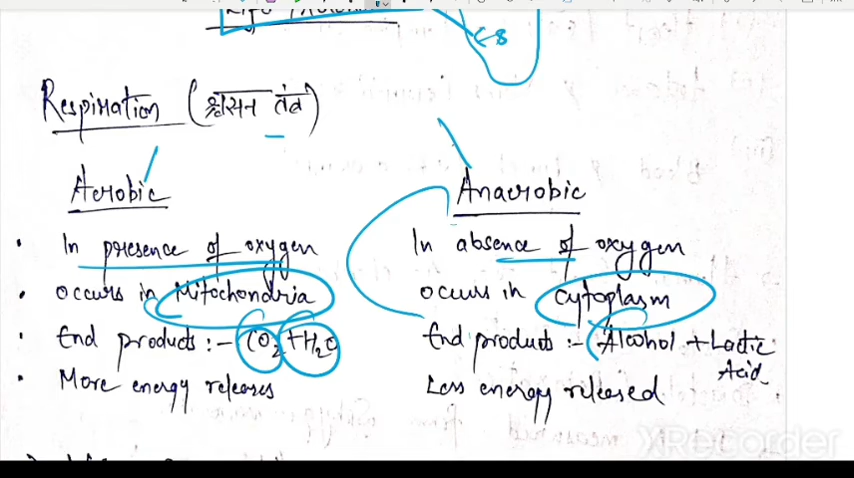 Respiration (श्वसन तंत्र)
Aerobic
Anaerobic
• In presence of oxygen
In absence of oxygen
• occurs in Mitochondria
occurs in Cytoplasm
• End products :- CO2 + H2O
End products :- Alcohol + Lactic Acid
• More energy releases
Less energy released
XRecorder